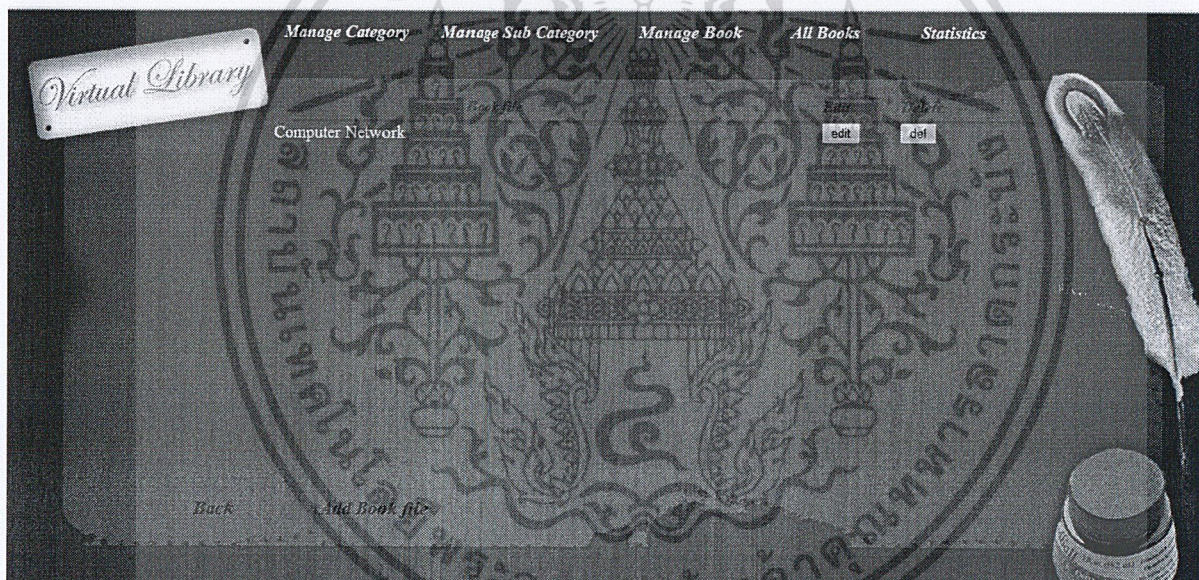 Manage Category Manage Sub Category Manage Book All Books Statistics
Virtual Library
Book file Edit Delete
Computer Network edit del
Back Add Book file